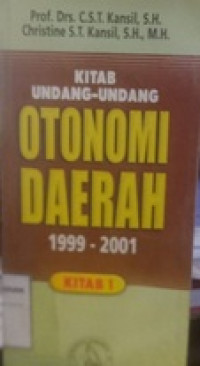 Prof. Drs. C.S.T. Kansil, S.H.
Christine S.T. Kansil, S.H., M.H.
KITAB
UNDANG-UNDANG
OTONOMI
DAERAH
1999 - 2001
KITAB 1